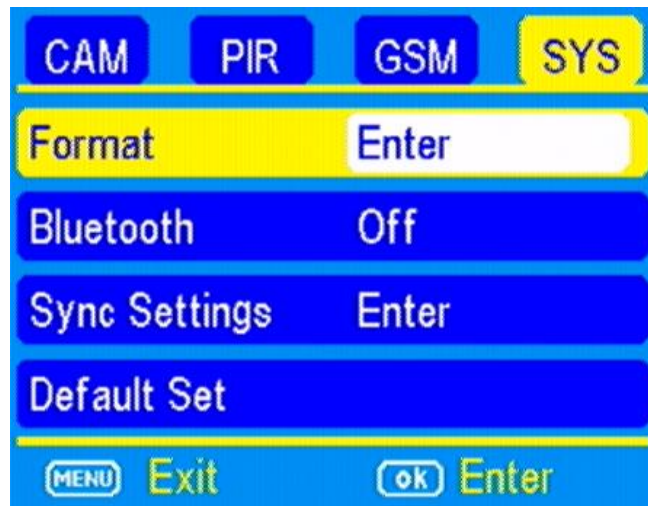 CAM PIR GSM SYS
Format Enter
Bluetooth Off
Sync Settings Enter
Default Set
MENU Exit ok Enter